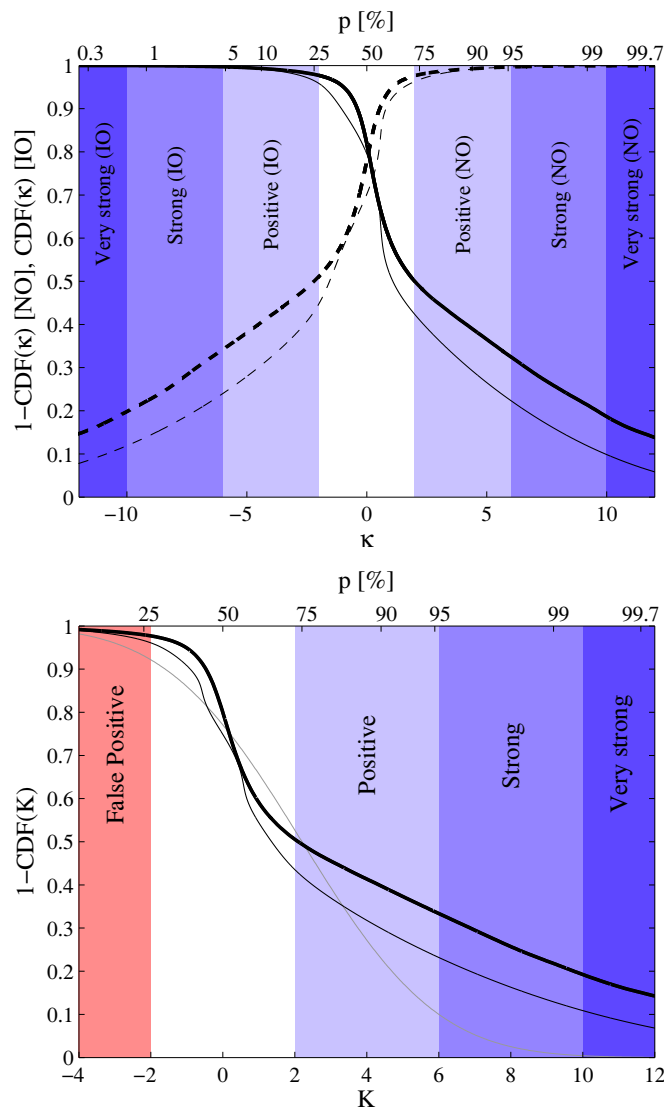 p [%]
0.3 1 5 10 25 50 75 90 95 99 99.7
1
0.9
0.8
0.7
0.6
0.5
0.4
0.3
0.2
0.1
0
1−CDF(κ) [NO], CDF(κ) [IO]
Very strong (IO)
Strong (IO)
Positive (IO)
Positive (NO)
Strong (NO)
Very strong (NO)
−10 −5 0 5 10
κ
p [%]
25 50 75 90 95 99 99.7
1
0.9
0.8
0.7
0.6
0.5
0.4
0.3
0.2
0.1
0
1−CDF(K)
False Positive
Positive
Strong
Very strong
−4 −2 0 2 4 6 8 10 12
K